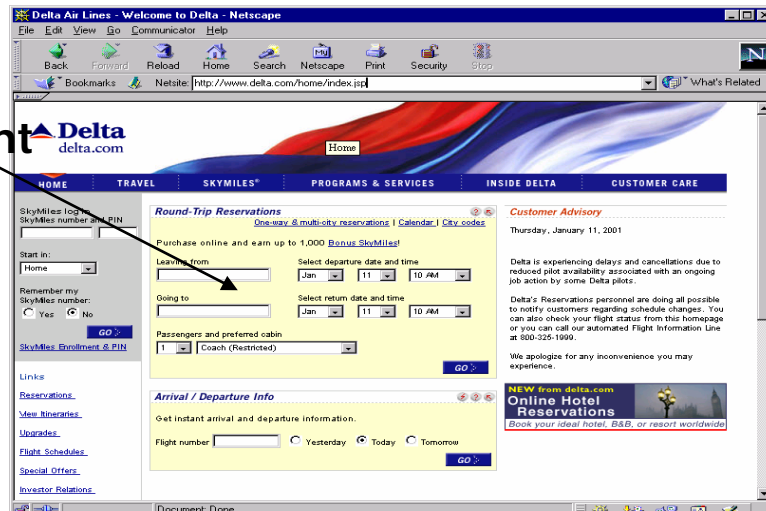 Delta Air Lines - Welcome to Delta - Netscape
File Edit View Go Communicator Help
Back Forward Reload Home Search Netscape Print Security Stop
My
N
Bookmarks Netsite: http://www.delta.com/home/index.jsp What's Related
nt
Delta
delta.com
Home
HOME TRAVEL SKYMILES® PROGRAMS & SERVICES INSIDE DELTA CUSTOMER CARE
SkyMiles log in
SkyMiles number and PIN
Start in:
Home
Remember my
SkyMiles number:
Yes No
GO
SkyMiles Enrollment & PIN
Links
Reservations
View Itineraries
Upgrades
Flight Schedules
Special Offers
Investor Relations
Round-Trip Reservations
One-way & multi-city reservations | Calendar | City codes
Purchase online and earn up to 1,000 Bonus SkyMiles!
Leaving from Select departure date and time
Jan 11 10 AM
Going to Select return date and time
Jan 11 10 AM
Passengers and preferred cabin
1 Coach (Restricted)
GO
Arrival / Departure Info
Get instant arrival and departure information.
Flight number Yesterday Today Tomorrow
GO
Customer Advisory
Thursday, January 11, 2001
Delta is experiencing delays and cancellations due to
reduced pilot availability associated with an ongoing
job action by some Delta pilots.
Delta's Reservations personnel are doing all possible
to notify customers regarding schedule changes. You
can also check your flight status from this homepage
or you can call our automated Flight Information Line
at 800-325-1999.
We apologize for any inconvenience you may
experience.
NEW from delta.com
Online Hotel
Reservations
Book your ideal hotel, B&B, or resort worldwide
Document: Done